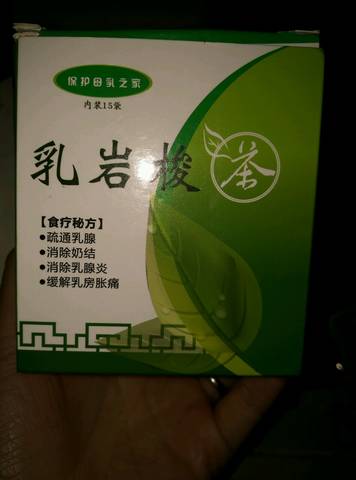 保护母乳之家
内装15袋
乳岩梭茶
【食疗秘方】
●疏通乳腺
●消除奶结
●消除乳腺炎
●缓解乳房胀痛